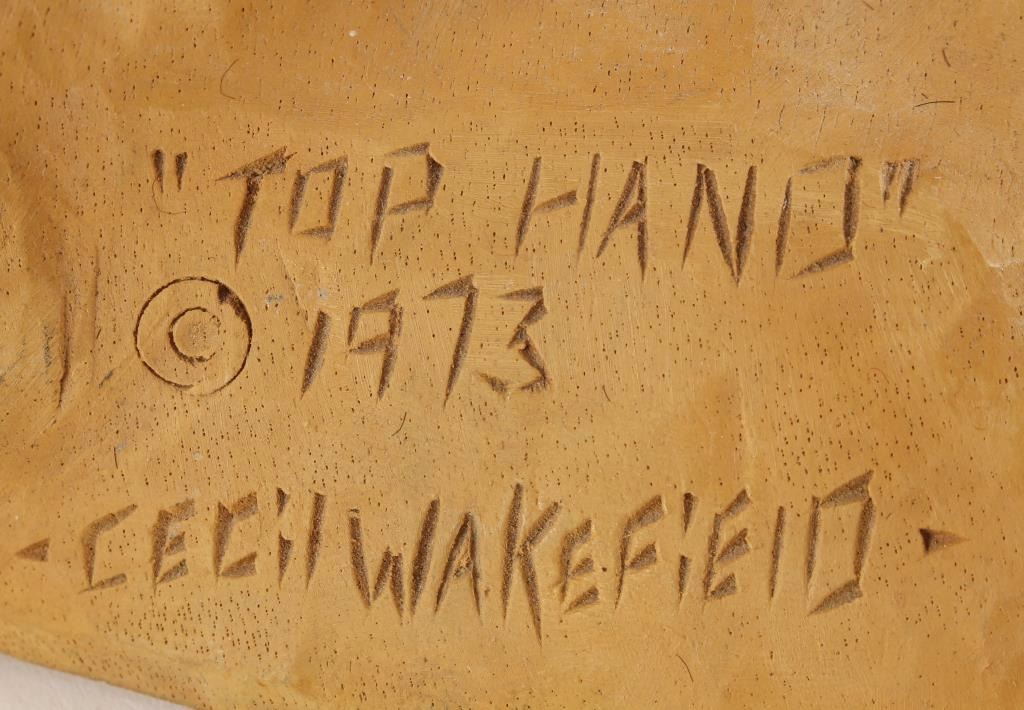 "TOP HAND"
© 1973
- CECil WAKEFiElD -